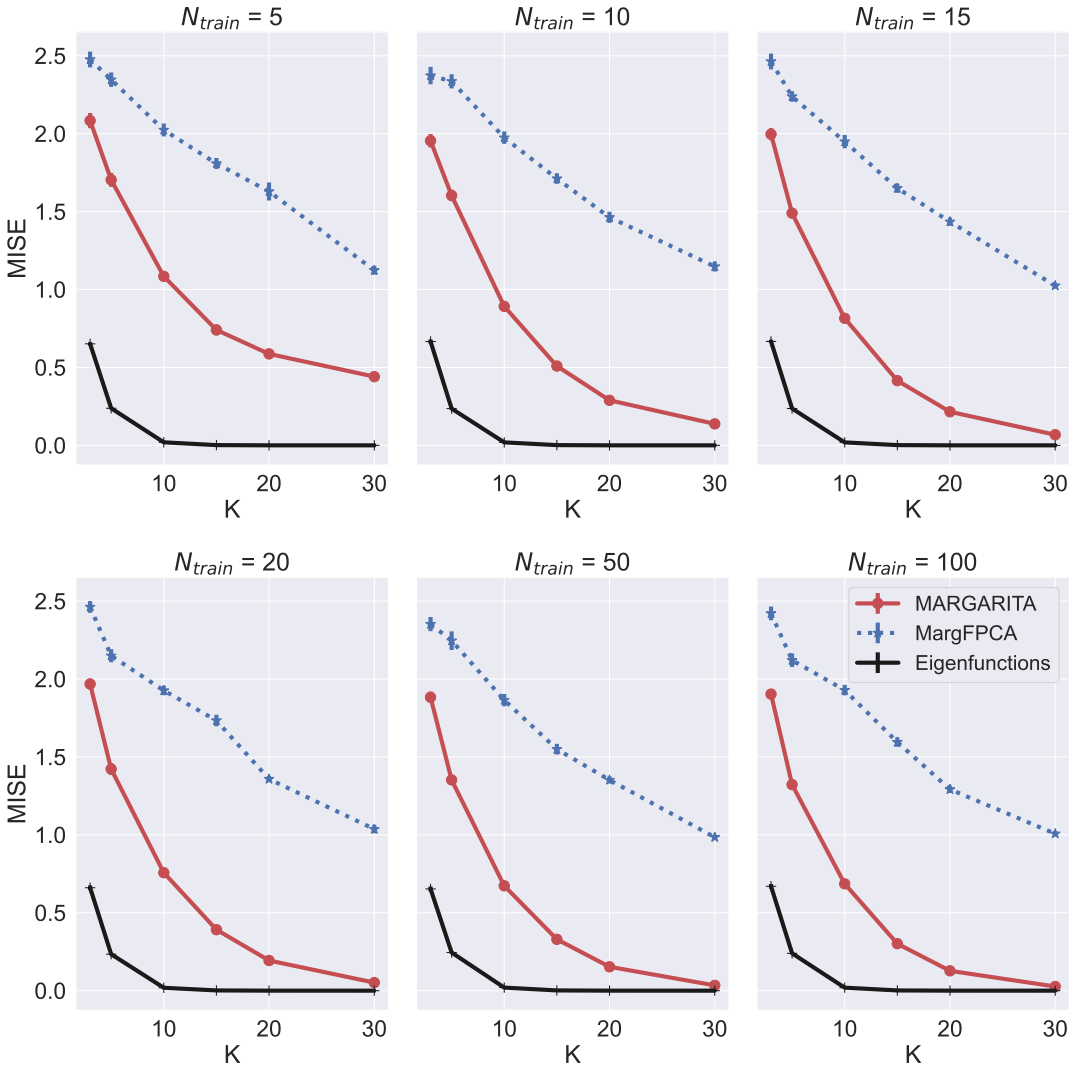 N_train = 5
N_train = 10
N_train = 15
2.5
2.0
1.5
1.0
0.5
0.0
MISE
10 20 30
10 20 30
10 20 30
K
K
K
N_train = 20
N_train = 50
N_train = 100
2.5
2.0
1.5
1.0
0.5
0.0
MISE
MARGARITA
MargFPCA
Eigenfunctions
10 20 30
10 20 30
10 20 30
K
K
K